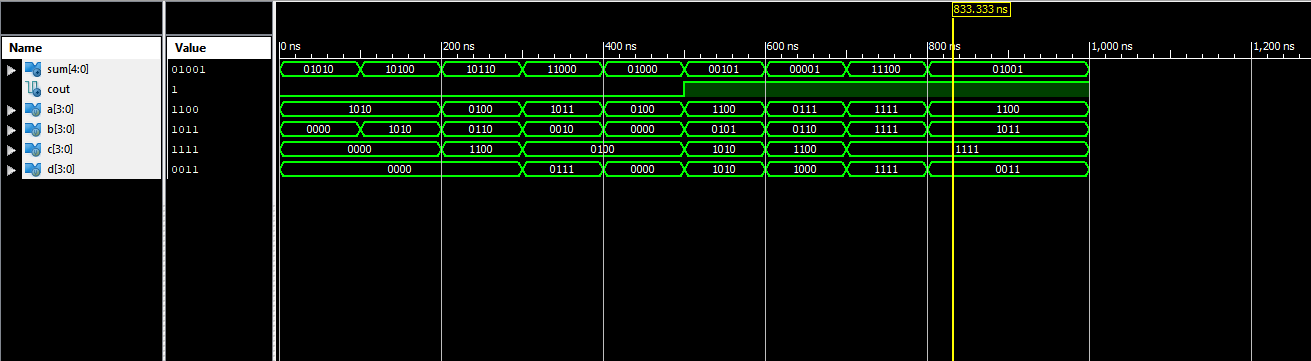 833.333 ns
Name Value 0 ns 200 ns 400 ns 600 ns 800 ns 1,000 ns 1,200 ns
sum[4:0] 01001 01010 10100 10110 11000 01000 00101 00001 11100 01001
cout 1
a[3:0] 1100 1010 0100 1011 0100 1100 0111 1111 1100
b[3:0] 1011 0000 1010 0110 0010 0000 0101 0110 1111 1011
c[3:0] 1111 0000 1100 0100 1010 1100 1111
d[3:0] 0011 0000 0111 0000 1010 1000 1111 0011